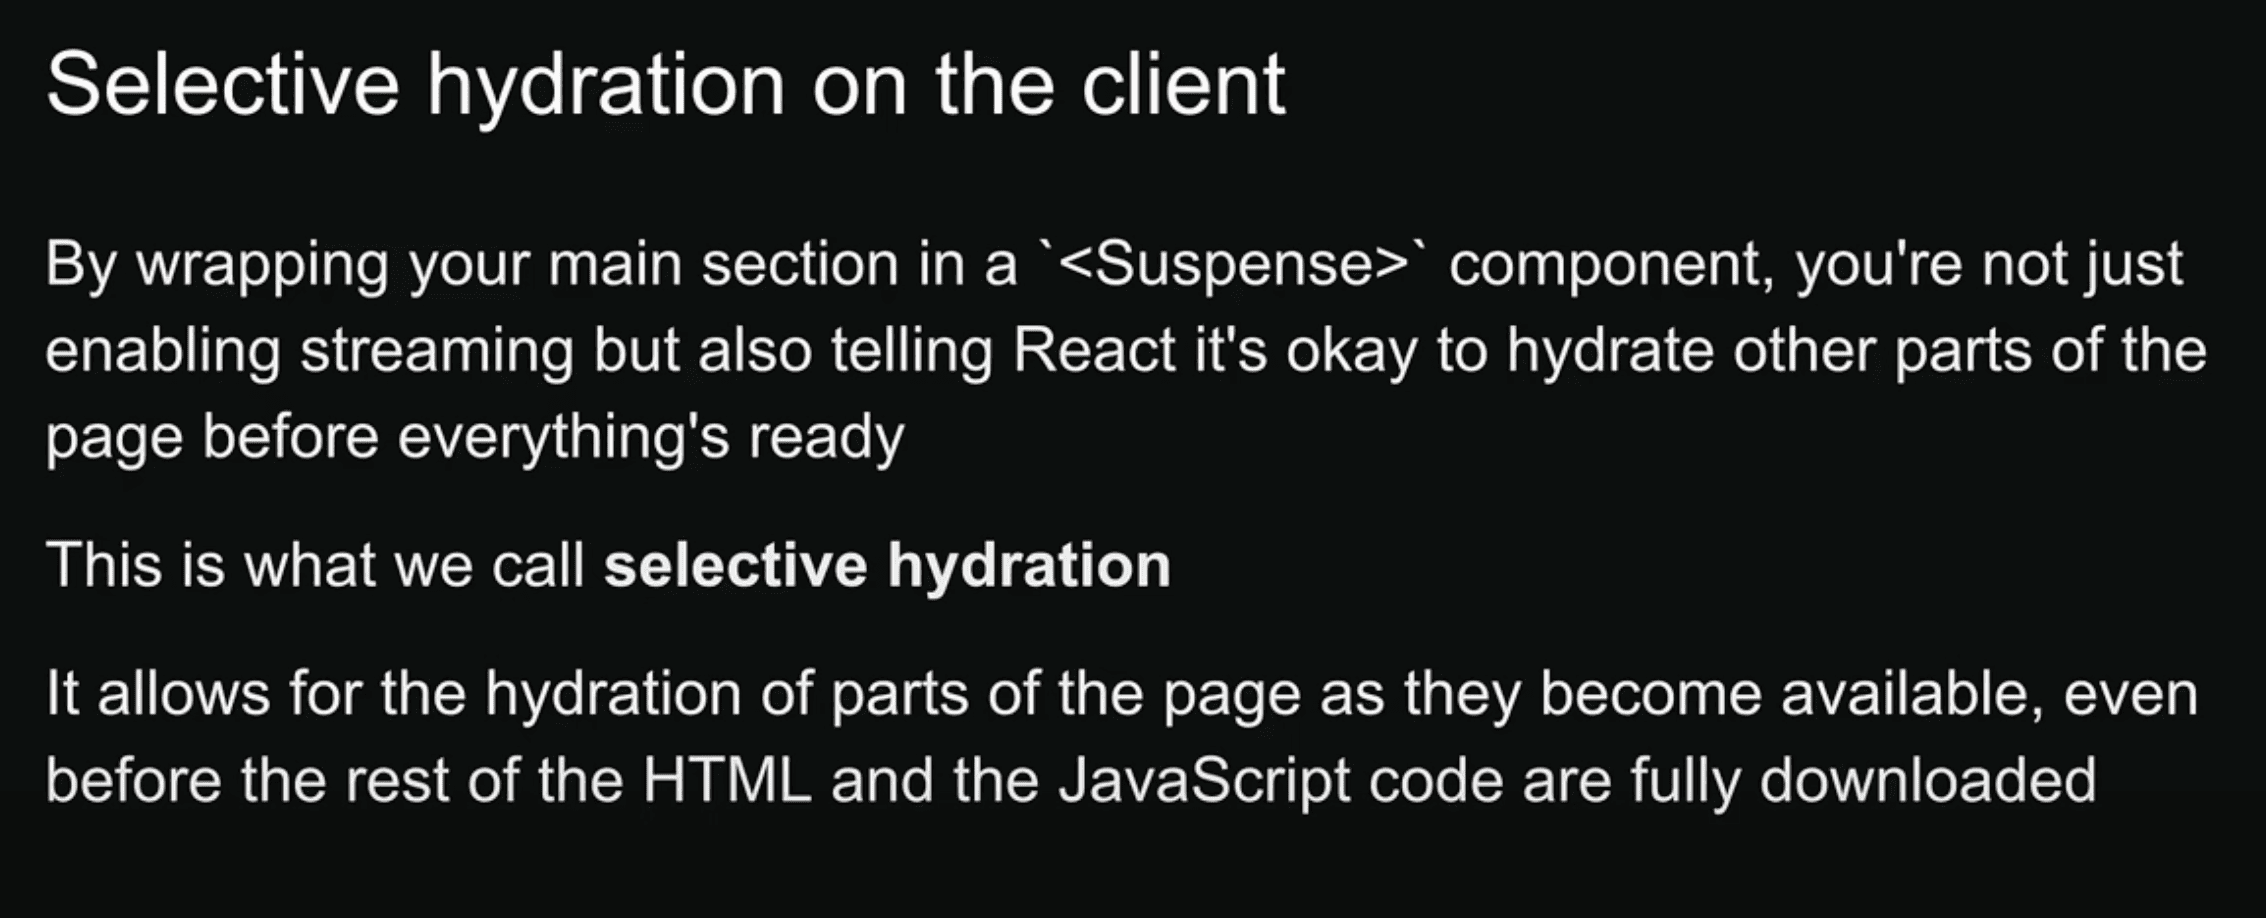 Selective hydration on the client
By wrapping your main section in a `<Suspense>` component, you're not just
enabling streaming but also telling React it's okay to hydrate other parts of the
page before everything's ready
This is what we call selective hydration
It allows for the hydration of parts of the page as they become available, even
before the rest of the HTML and the JavaScript code are fully downloaded